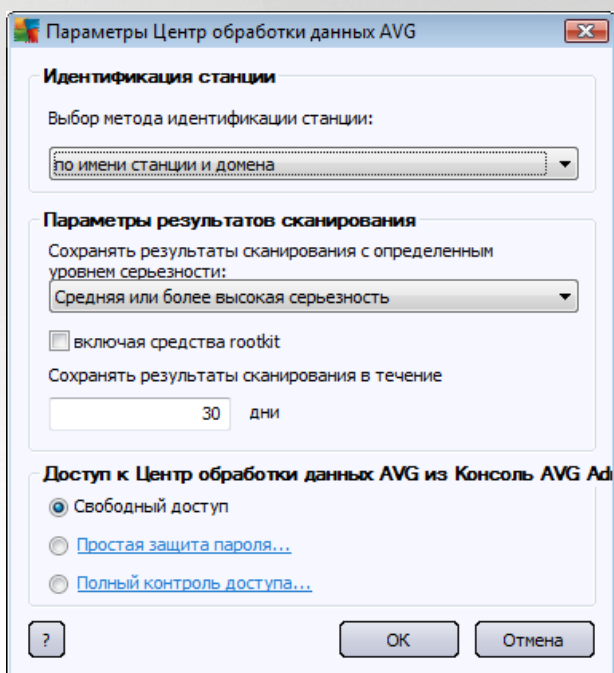 Параметры Центр обработки данных AVG
Идентификация станции
Выбор метода идентификации станции:
по имени станции и домена
Параметры результатов сканирования
Сохранять результаты сканирования с определенным
уровнем серьезности:
Средняя или более высокая серьезность
включая средства rootkit
Сохранять результаты сканирования в течение
30 дни
Доступ к Центр обработки данных AVG из Консоль AVG Adı
Свободный доступ
Простая защита пароля...
Полный контроль доступа...
? ОК Отмена